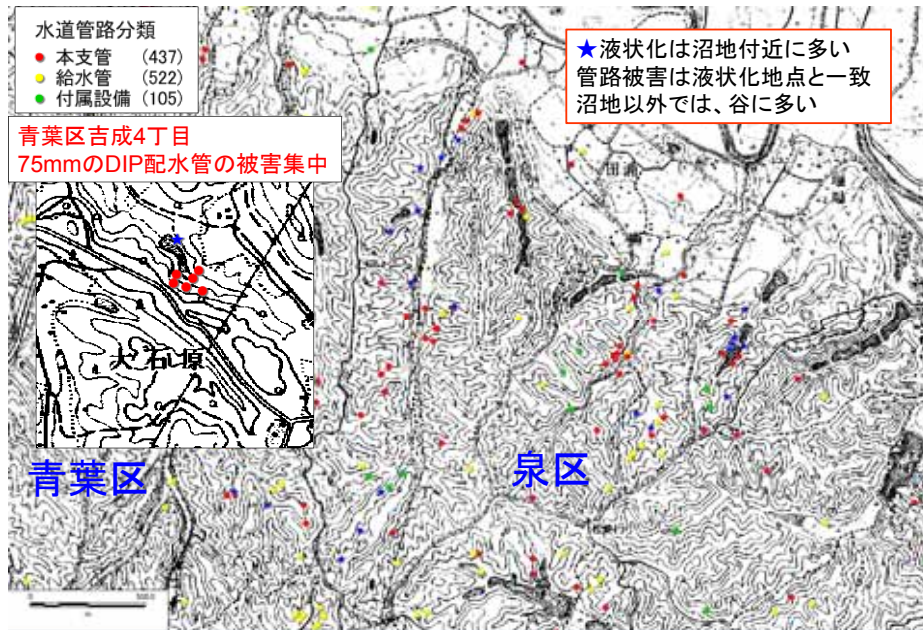 水道管路分類
本支管 (437)
給水管 (522)
付属設備 (105)
★液状化は沼地付近に多い
管路被害は液状化地点と一致
沼地以外では、谷に多い
青葉区吉成4丁目
75mmのDIP配水管の被害集中
大石原
青葉区
泉区